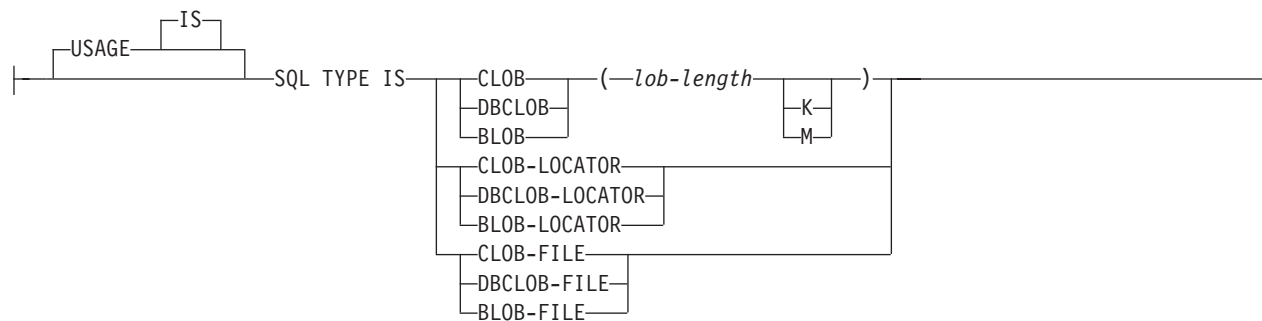 IS
USAGE
SQL TYPE IS CLOB ( lob-length )
DBCLOB K
BLOB M
CLOB-LOCATOR
DBCLOB-LOCATOR
BLOB-LOCATOR
CLOB-FILE
DBCLOB-FILE
BLOB-FILE